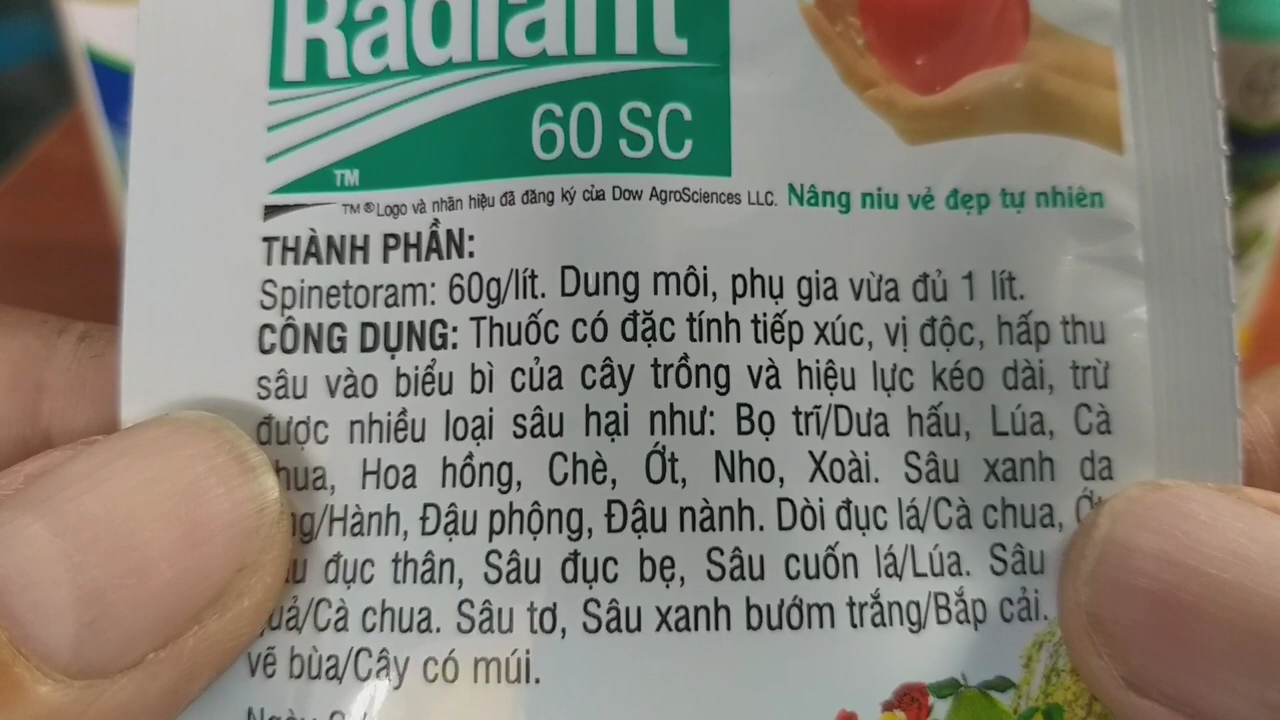 Radiant
60 SC
TM
TM ® Logo và nhãn hiệu đã đăng ký của Dow AgroSciences LLC. Nâng niu vẻ đẹp tự nhiên
THÀNH PHẦN:
Spinetoram: 60g/lít. Dung môi, phụ gia vừa đủ 1 lít.
CÔNG DỤNG: Thuốc có đặc tính tiếp xúc, vị độc, hấp thu
sâu vào biểu bì của cây trồng và hiệu lực kéo dài, trừ
được nhiều loại sâu hại như: Bọ trĩ/Dưa hấu, Lúa, Cà
chua, Hoa hồng, Chè, Ớt, Nho, Xoài. Sâu xanh da
/Hành, Đậu phộng, Đậu nành. Dòi đục lá/Cà chua, Ớt
đục thân, Sâu đục bẹ, Sâu cuốn lá/Lúa. Sâu
quả/Cà chua. Sâu tơ, Sâu xanh bướm trắng/Bắp cải.
vẽ bùa/Cây có múi.